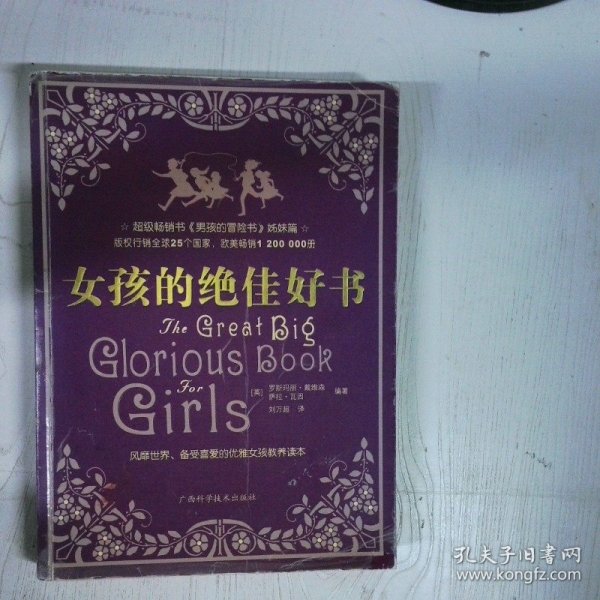 ☆ 超级畅销书《男孩的冒险书》姊妹篇 ☆
版权行销全球25个国家，欧美畅销1 200 000册
女孩的绝佳好书
The Great Big
Glorious Book
For
Girls
[英] 罗斯玛丽·戴维森 编著
萨拉·瓦因
刘万超 译
风靡世界、备受喜爱的优雅女孩教养读本
广西科学技术出版社
孔夫子旧书网
www.kongfz.com